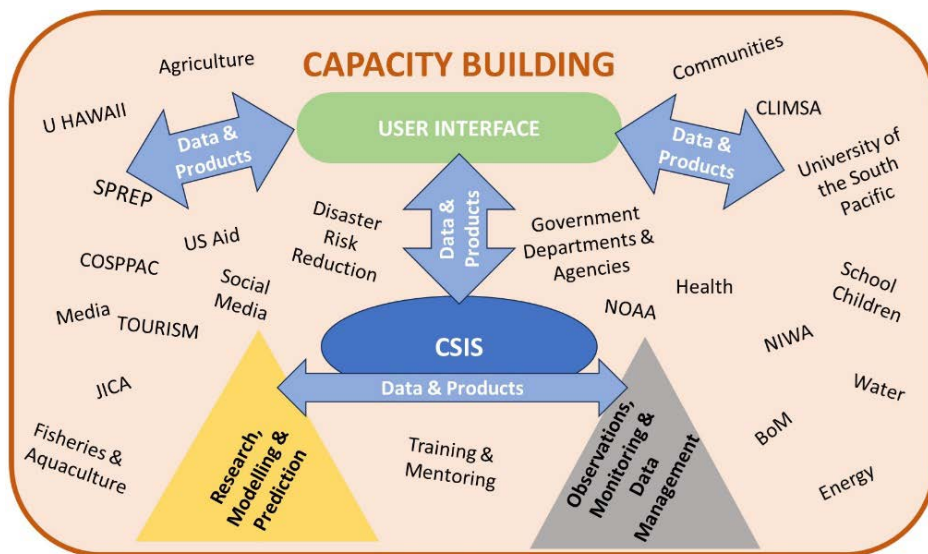 CAPACITY BUILDING
Agriculture
Communities
U HAWAII
Data &
Products
USER INTERFACE
Data &
Products
CLIMSA
University of
the South
Pacific
SPREP
US Aid
Disaster
Risk
Reduction
Data &
Products
Government
Departments &
Agencies
COSPPAC
Social
Media
NOAA
Health
School
Children
Media
TOURISM
CSIS
NIWA
JICA
Data & Products
Water
Fisheries &
Aquaculture
Research,
Modelling &
Prediction
Training &
Mentoring
Observations,
Monitoring &
Data
Management
BoM
Energy